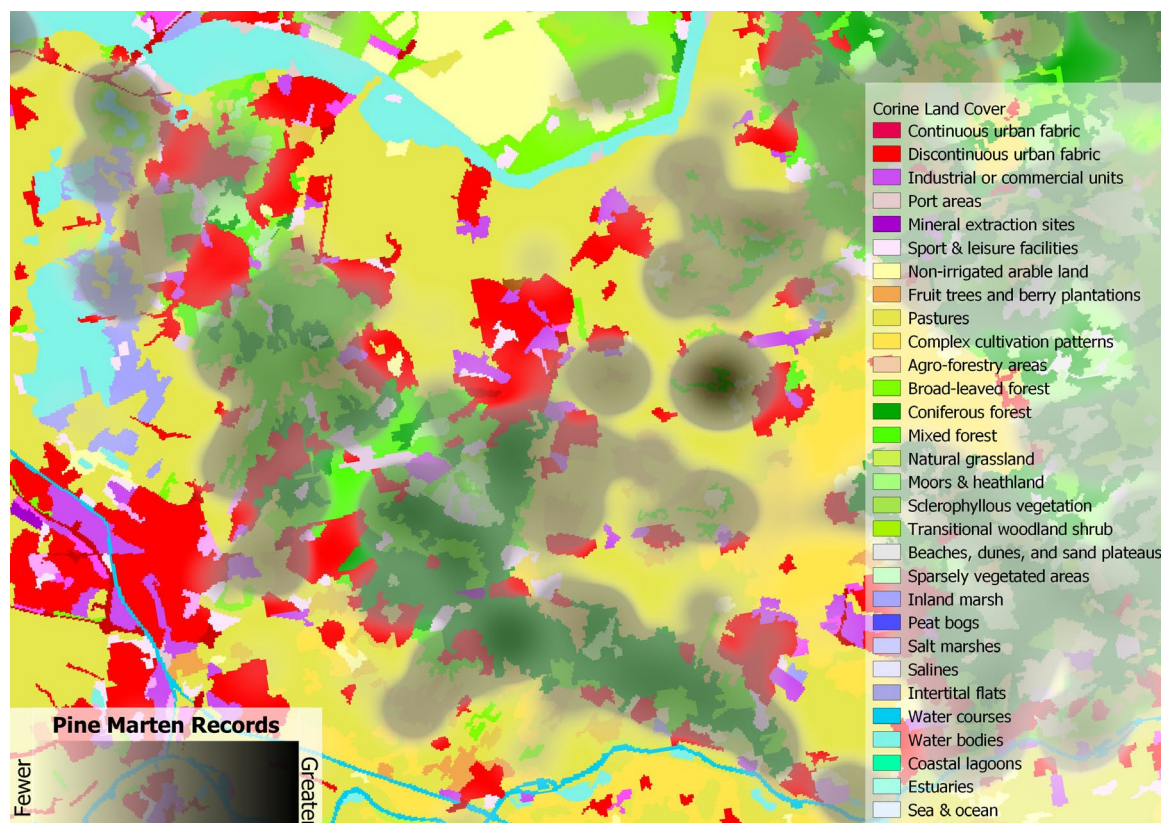 Corine Land Cover
Continuous urban fabric
Discontinuous urban fabric
Industrial or commercial units
Port areas
Mineral extraction sites
Sport & leisure facilities
Non-irrigated arable land
Fruit trees and berry plantations
Pastures
Complex cultivation patterns
Agro-forestry areas
Broad-leaved forest
Coniferous forest
Mixed forest
Natural grassland
Moors & heathland
Sclerophyllous vegetation
Transitional woodland shrub
Beaches, dunes, and sand plateaus
Sparsely vegetated areas
Inland marsh
Peat bogs
Salt marshes
Salines
Intertital flats
Water courses
Water bodies
Coastal lagoons
Estuaries
Sea & ocean
Pine Marten Records
Fewer
Greater